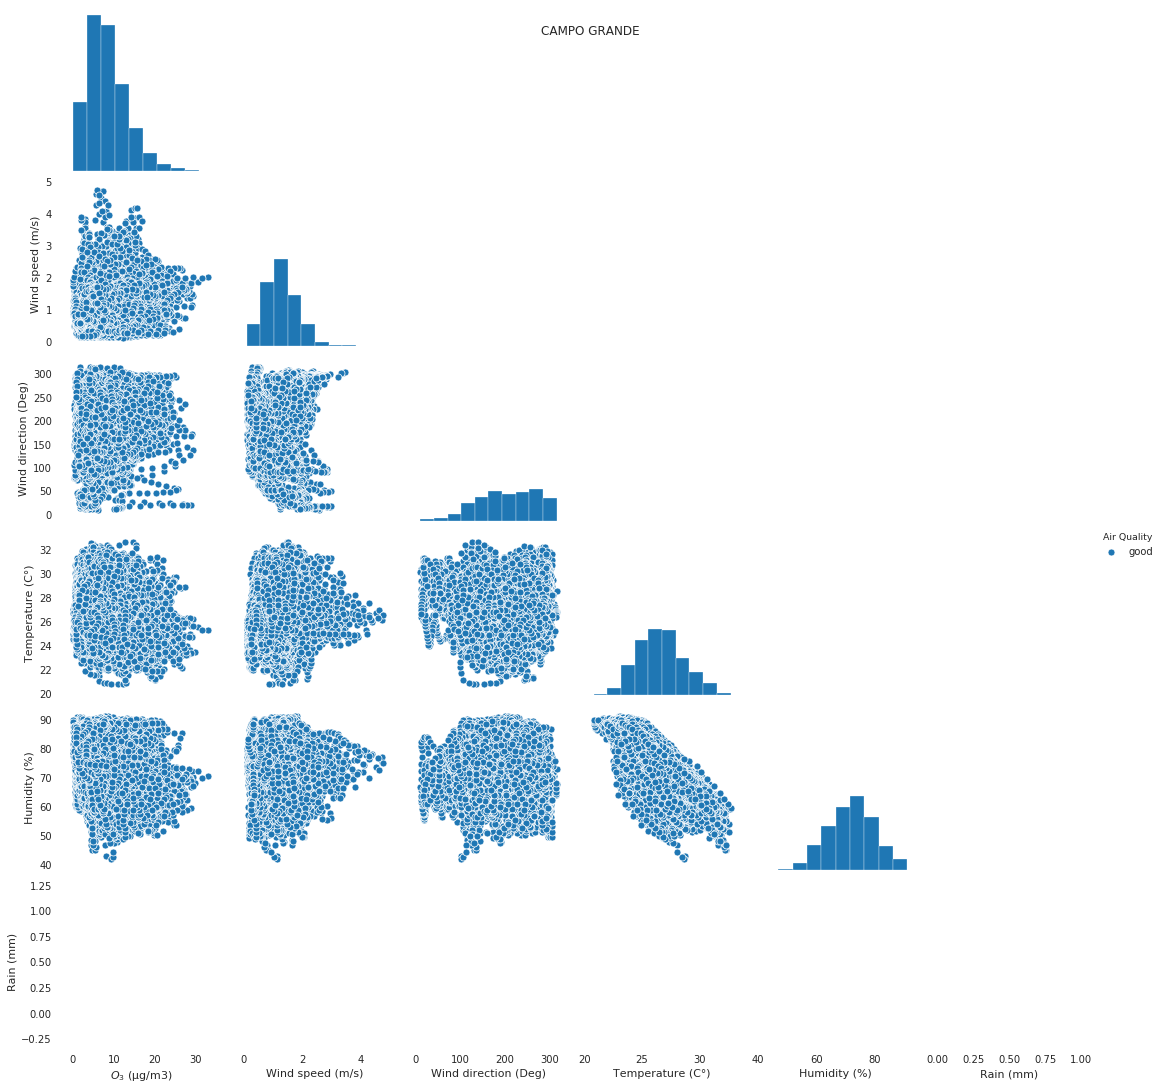 CAMPO GRANDE
5
4
3
2
1
0
Wind speed (m/s)
300
250
200
150
100
50
0
Wind direction (Deg)
32
30
28
26
24
22
20
Temperature (C°)
Air Quality
good
90
80
70
60
50
40
Humidity (%)
1.25
1.00
0.75
0.50
0.25
0.00
−0.25
Rain (mm)
0 10 20 30
O₃ (μg/m3)
0 2 4
Wind speed (m/s)
0 100 200 300
Wind direction (Deg)
20 25 30
Temperature (C°)
40 60 80
Humidity (%)
0.00 0.25 0.50 0.75 1.00
Rain (mm)